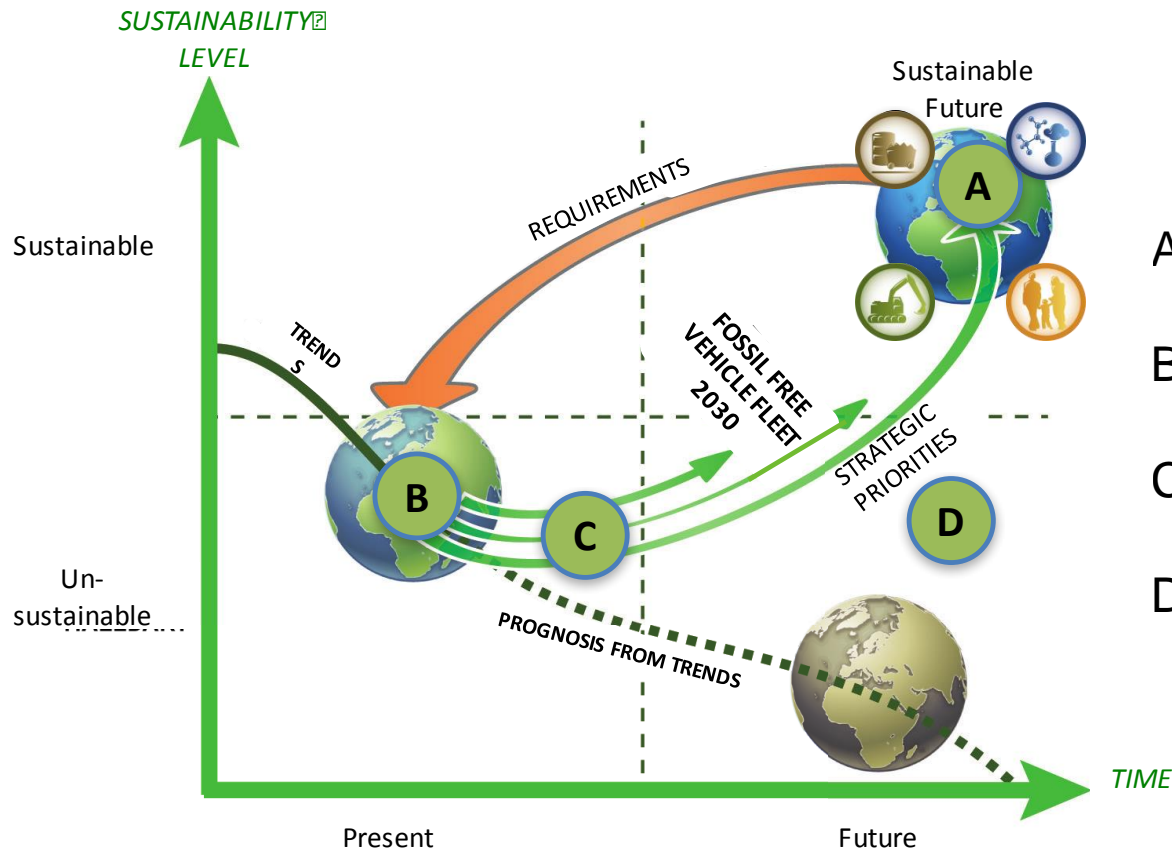 SUSTAINABILITY⍰
LEVEL
Sustainable
Future
A
REQUIREMENTS
Sustainable
A
TREND
S
FOSSIL FREE
VEHICLE FLEET
2030
B
B
STRATEGIC
PRIORITIES
C
C
D
Un-
sustainable
D
PROGNOSIS FROM TRENDS
TIME
Present
Future